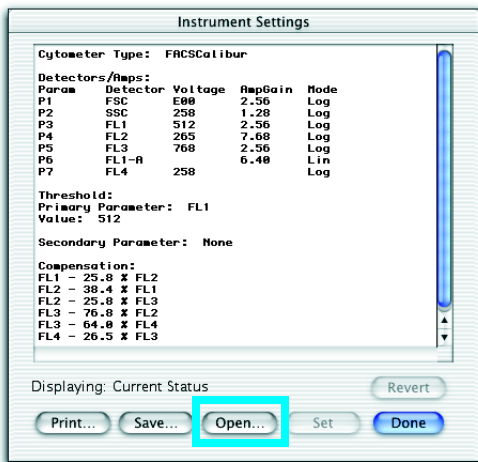 Instrument Settings
Cytometer Type: FACSCalibur
Detectors/Amps:
Param Detector Voltage AmpGain Mode
P1 FSC E00 2.56 Log
P2 SSC 258 1.28 Log
P3 FL1 512 2.56 Log
P4 FL2 265 7.68 Log
P5 FL3 768 2.56 Log
P6 FL1-A 6.40 Lin
P7 FL4 258 Log
Threshold:
Primary Parameter: FL1
Value: 512
Secondary Parameter: None
Compensation:
FL1 - 25.8 % FL2
FL2 - 38.4 % FL1
FL2 - 25.8 % FL3
FL3 - 76.8 % FL2
FL3 - 64.0 % FL4
FL4 - 26.5 % FL3
Displaying: Current Status
Revert
Print... Save... Open... Set Done